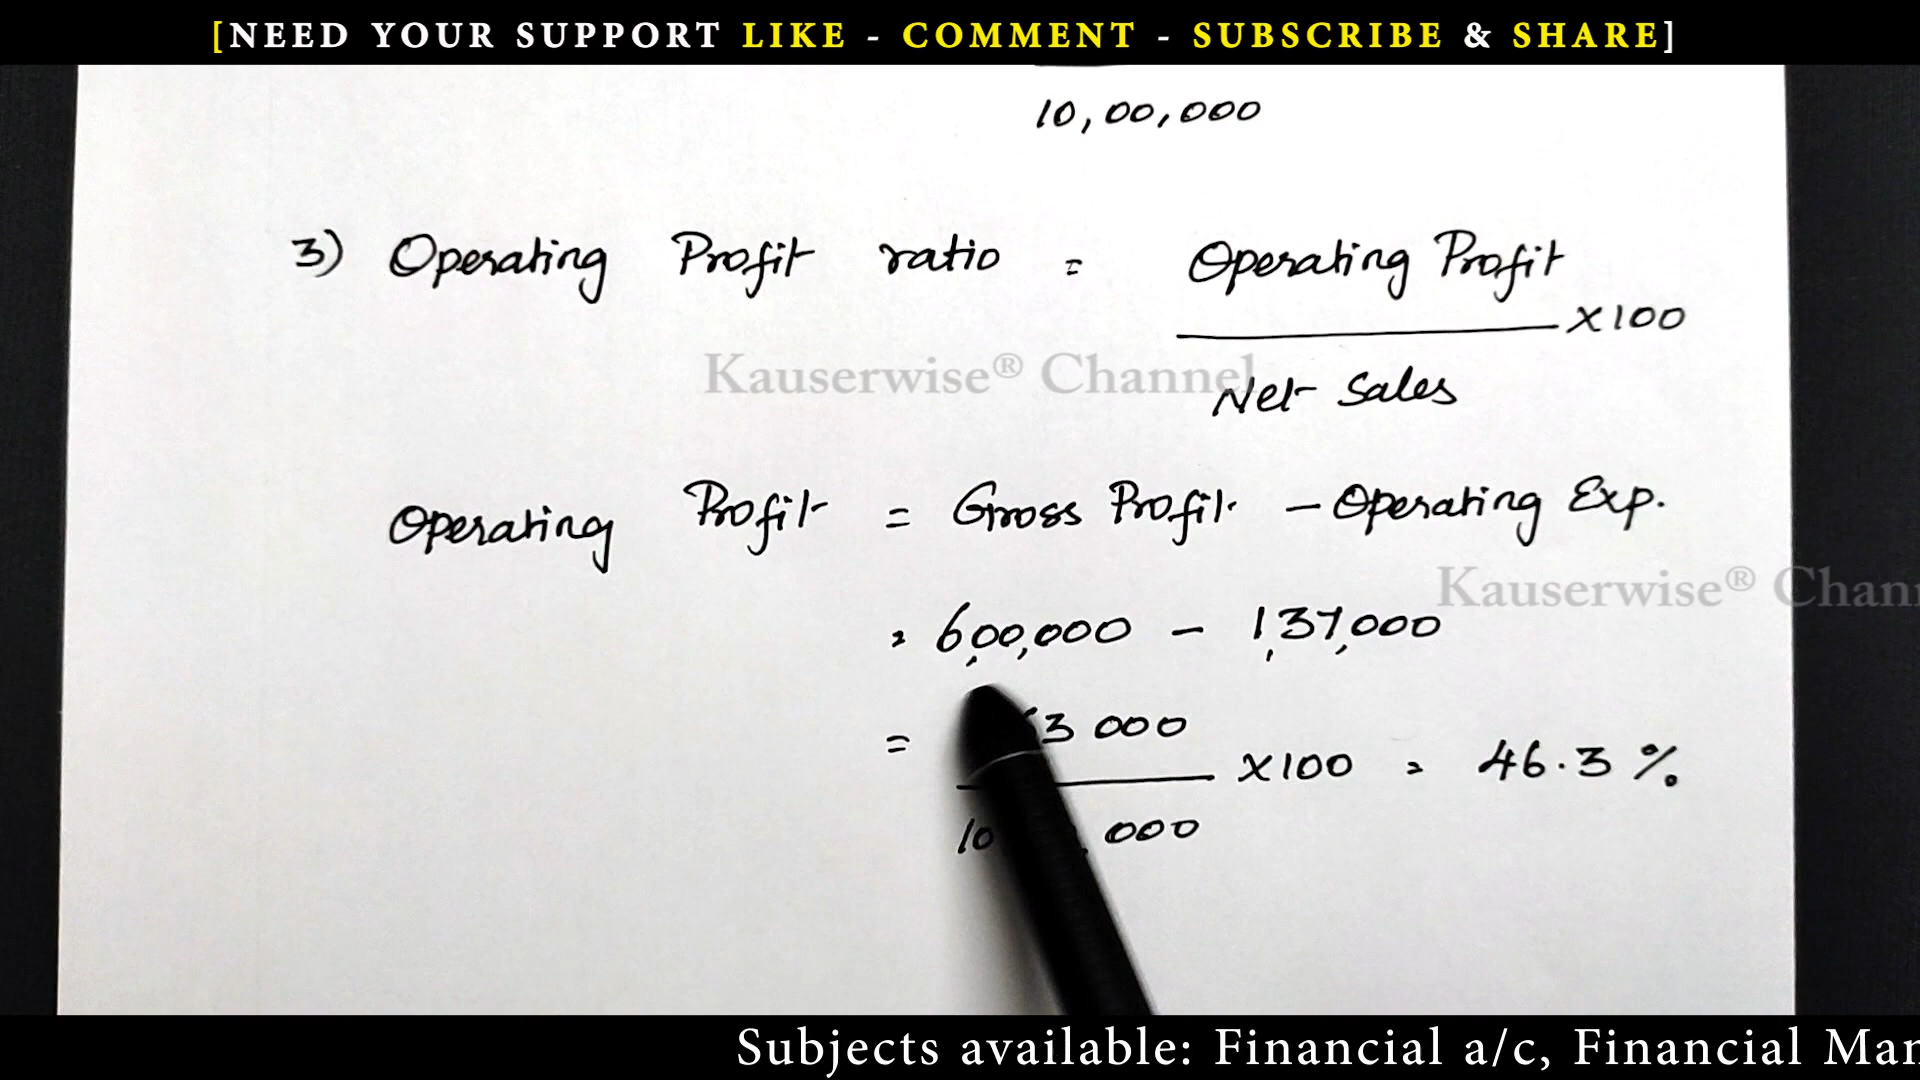 [NEED YOUR SUPPORT LIKE - COMMENT - SUBSCRIBE & SHARE]
10,00,000
3) Operating Profit ratio = Operating Profit
X100
Kauserwise® Channel
Net Sales
Operating Profit = Gross Profit - Operating Exp.
Kauserwise® Chan
= 6,00,000 - 1,37,000
= 3 000
X100 = 46.3 %
10 ,000
Subjects available: Financial a/c, Financial Man